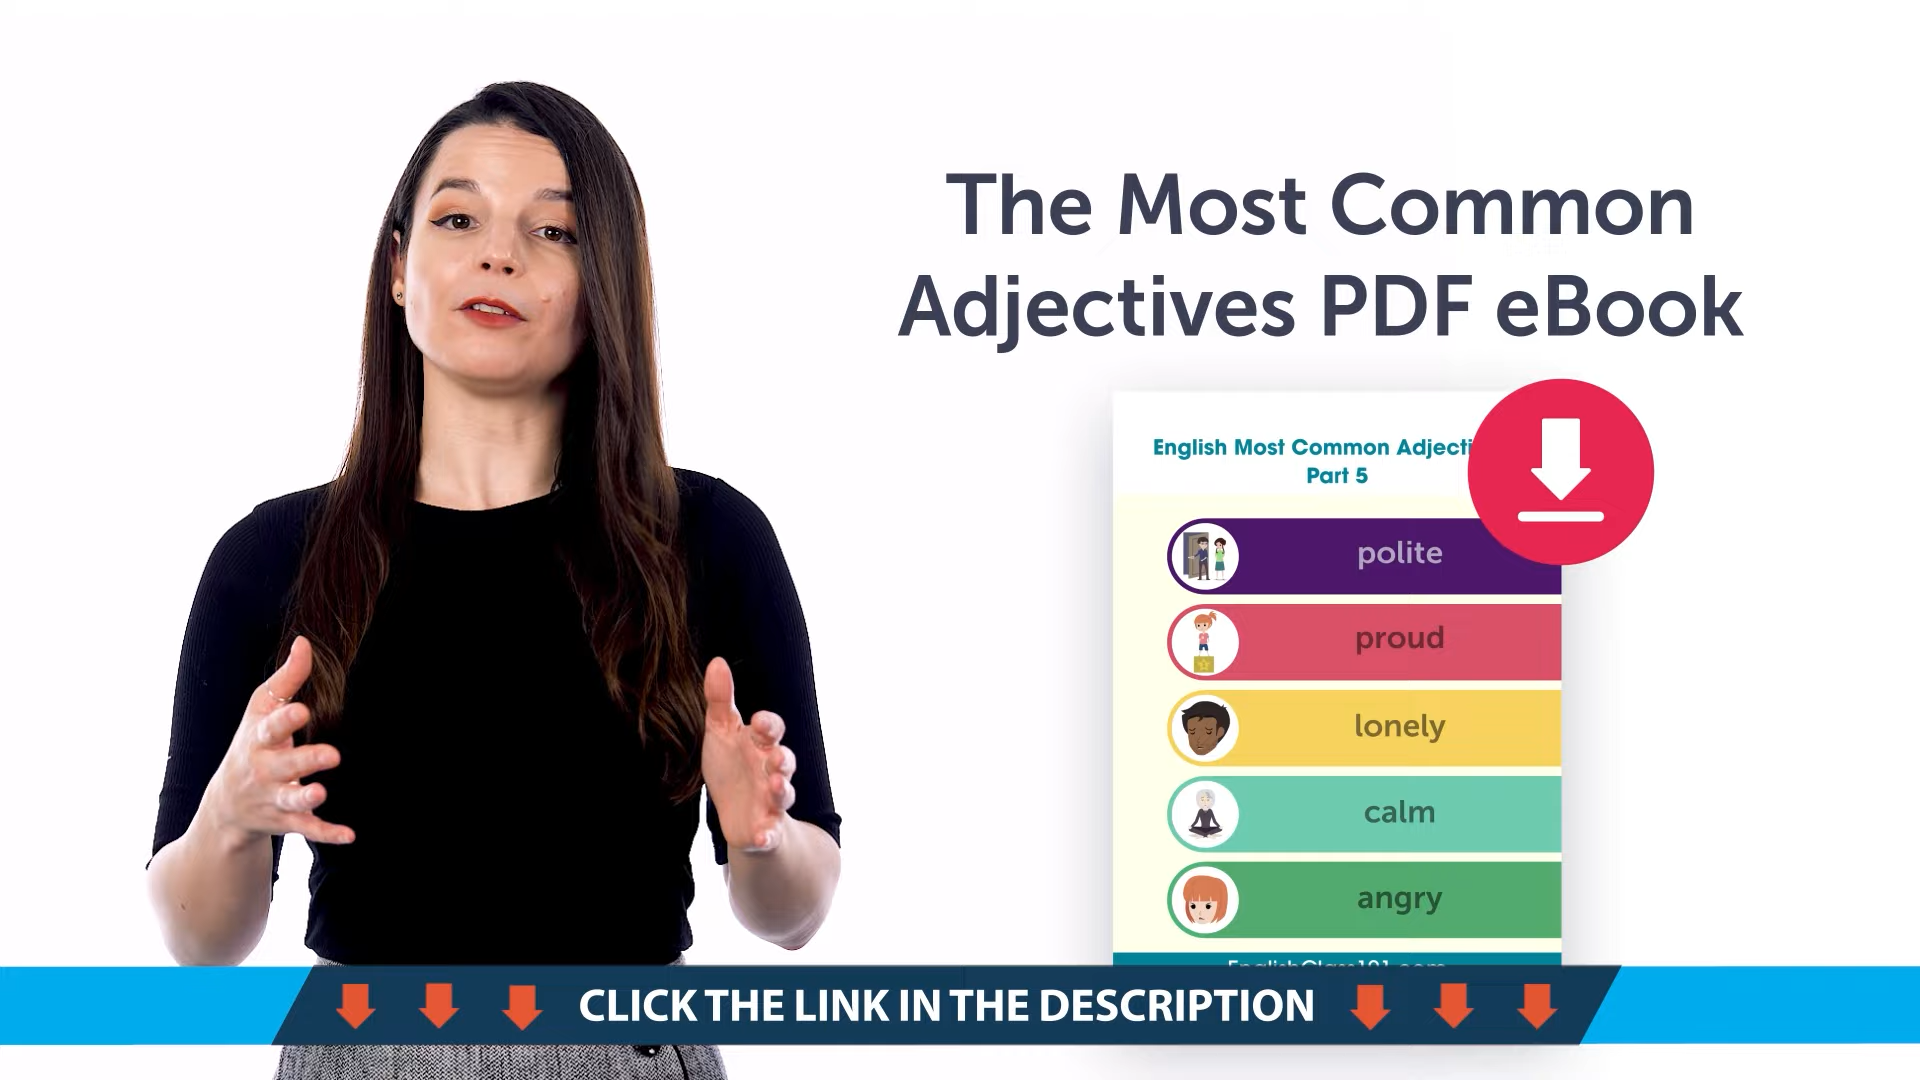 The Most Common
Adjectives PDF eBook
English Most Common Adjecti
Part 5
polite
proud
lonely
calm
angry
CLICK THE LINK IN THE DESCRIPTION